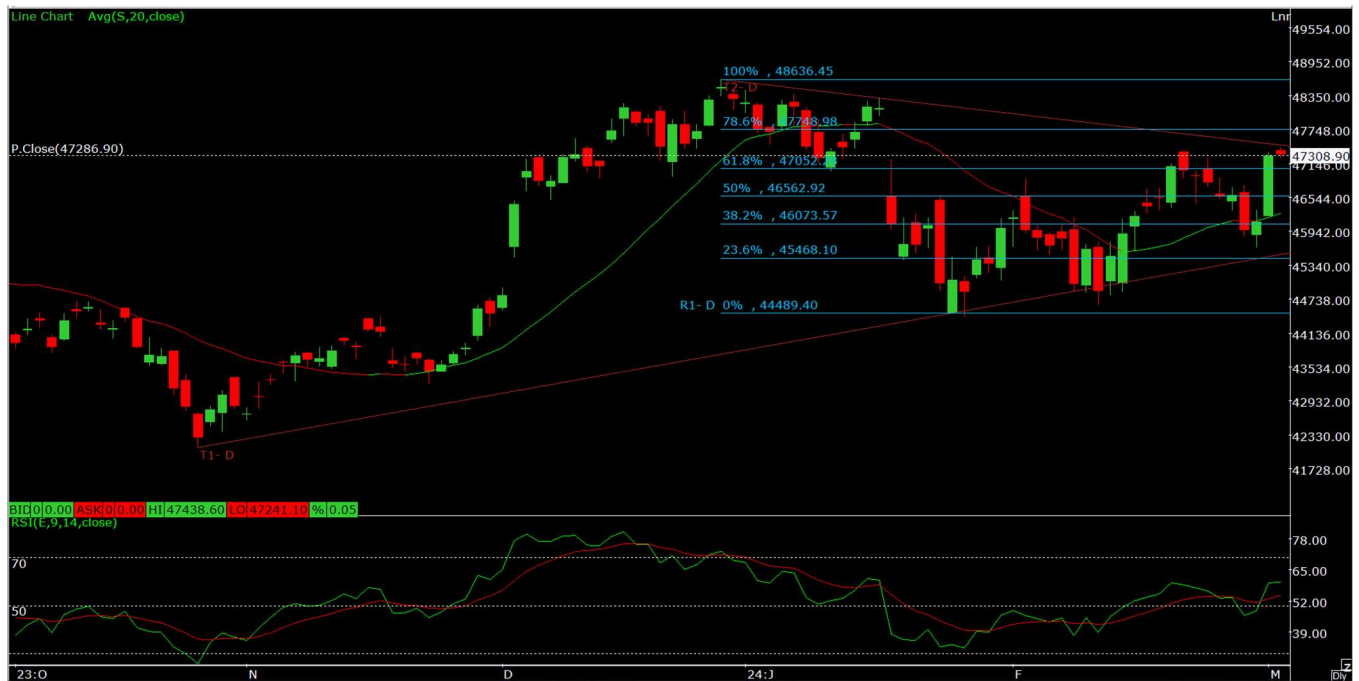 Line Chart Avg(S,20,close)
Lnr
49554.00
48952.00
100% , 48636.45
T2- D
48350.00
78.6% , 47748.98
47748.00
P.Close(47286.90)
47308.90
47146.00
61.8% , 47052.23
50% , 46562.92
46544.00
38.2% , 46073.57
45942.00
23.6% , 45468.10
45340.00
R1- D 0% , 44489.40
44738.00
44136.00
43534.00
42932.00
42330.00
T1- D
41728.00
BID 0 0.00 ASK 0 0.00 HI 47438.60 LO 47241.10 % 0.05
RSI(E,9,14,close)
78.00
70
65.00
50
52.00
39.00
23:O N D 24:J F M
Z
Dly